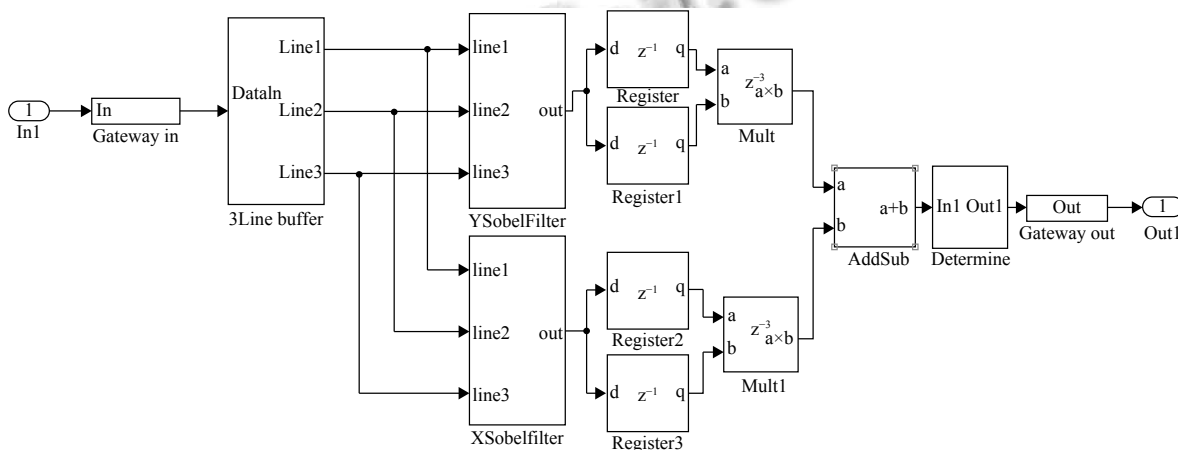 1
In1
In
Gateway in
DataIn
Line1
Line2
Line3
3Line buffer
line1
line2
line3
out
YSobelFilter
line1
line2
line3
out
XSobelfilter
d z⁻¹ q
Register
d z⁻¹ q
Register1
a
b
z⁻³
a×b
Mult
d z⁻¹ q
Register2
d z⁻¹ q
Register3
a
b
z⁻³
a×b
Mult1
a
b
a+b
AddSub
In1 Out1
Determine
Out
Gateway out
1
Out1